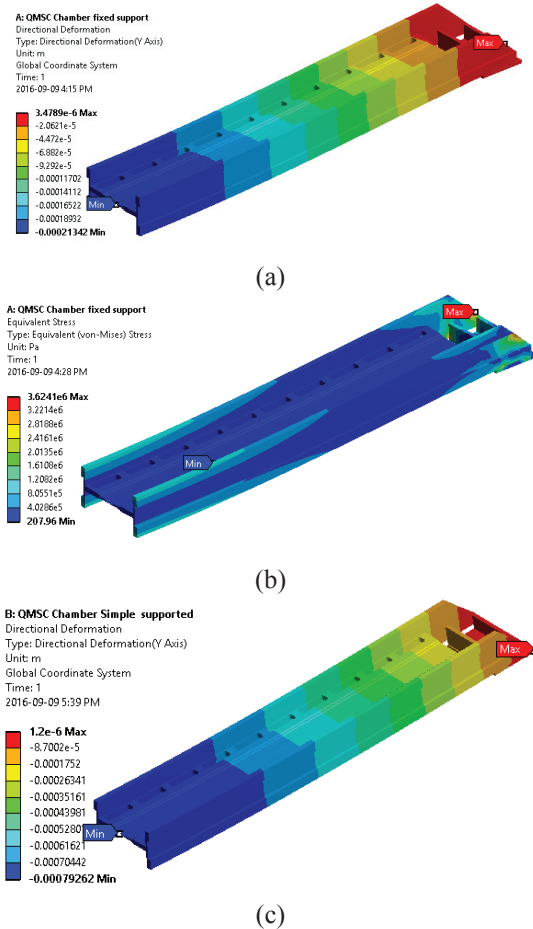 A: QMSC Chamber fixed support
Directional Deformation
Type: Directional Deformation(Y Axis)
Unit: m
Global Coordinate System
Time: 1
2016-09-09 4:15 PM
Max
3.4789e-6 Max
-2.0621e-5
-4.472e-5
-6.882e-5
-9.292e-5
-0.00011702
-0.00014112
-0.00016522
-0.00018932
-0.00021342 Min
Min
(a)
A: QMSC Chamber fixed support
Equivalent Stress
Type: Equivalent (von-Mises) Stress
Unit: Pa
Time: 1
2016-09-09 4:28 PM
Max
3.6241e6 Max
3.2214e6
2.8188e6
2.4161e6
2.0135e6
1.6108e6
1.2082e6
8.0551e5
4.0286e5
207.96 Min
Min
(b)
B: QMSC Chamber Simple supported
Directional Deformation
Type: Directional Deformation(Y Axis)
Unit: m
Global Coordinate System
Time: 1
2016-09-09 5:39 PM
Max
1.2e-6 Max
-8.7002e-5
-0.0001752
-0.00026341
-0.00035161
-0.00043981
-0.00052801
-0.00061621
-0.00070442
-0.00079262 Min
Min
(c)